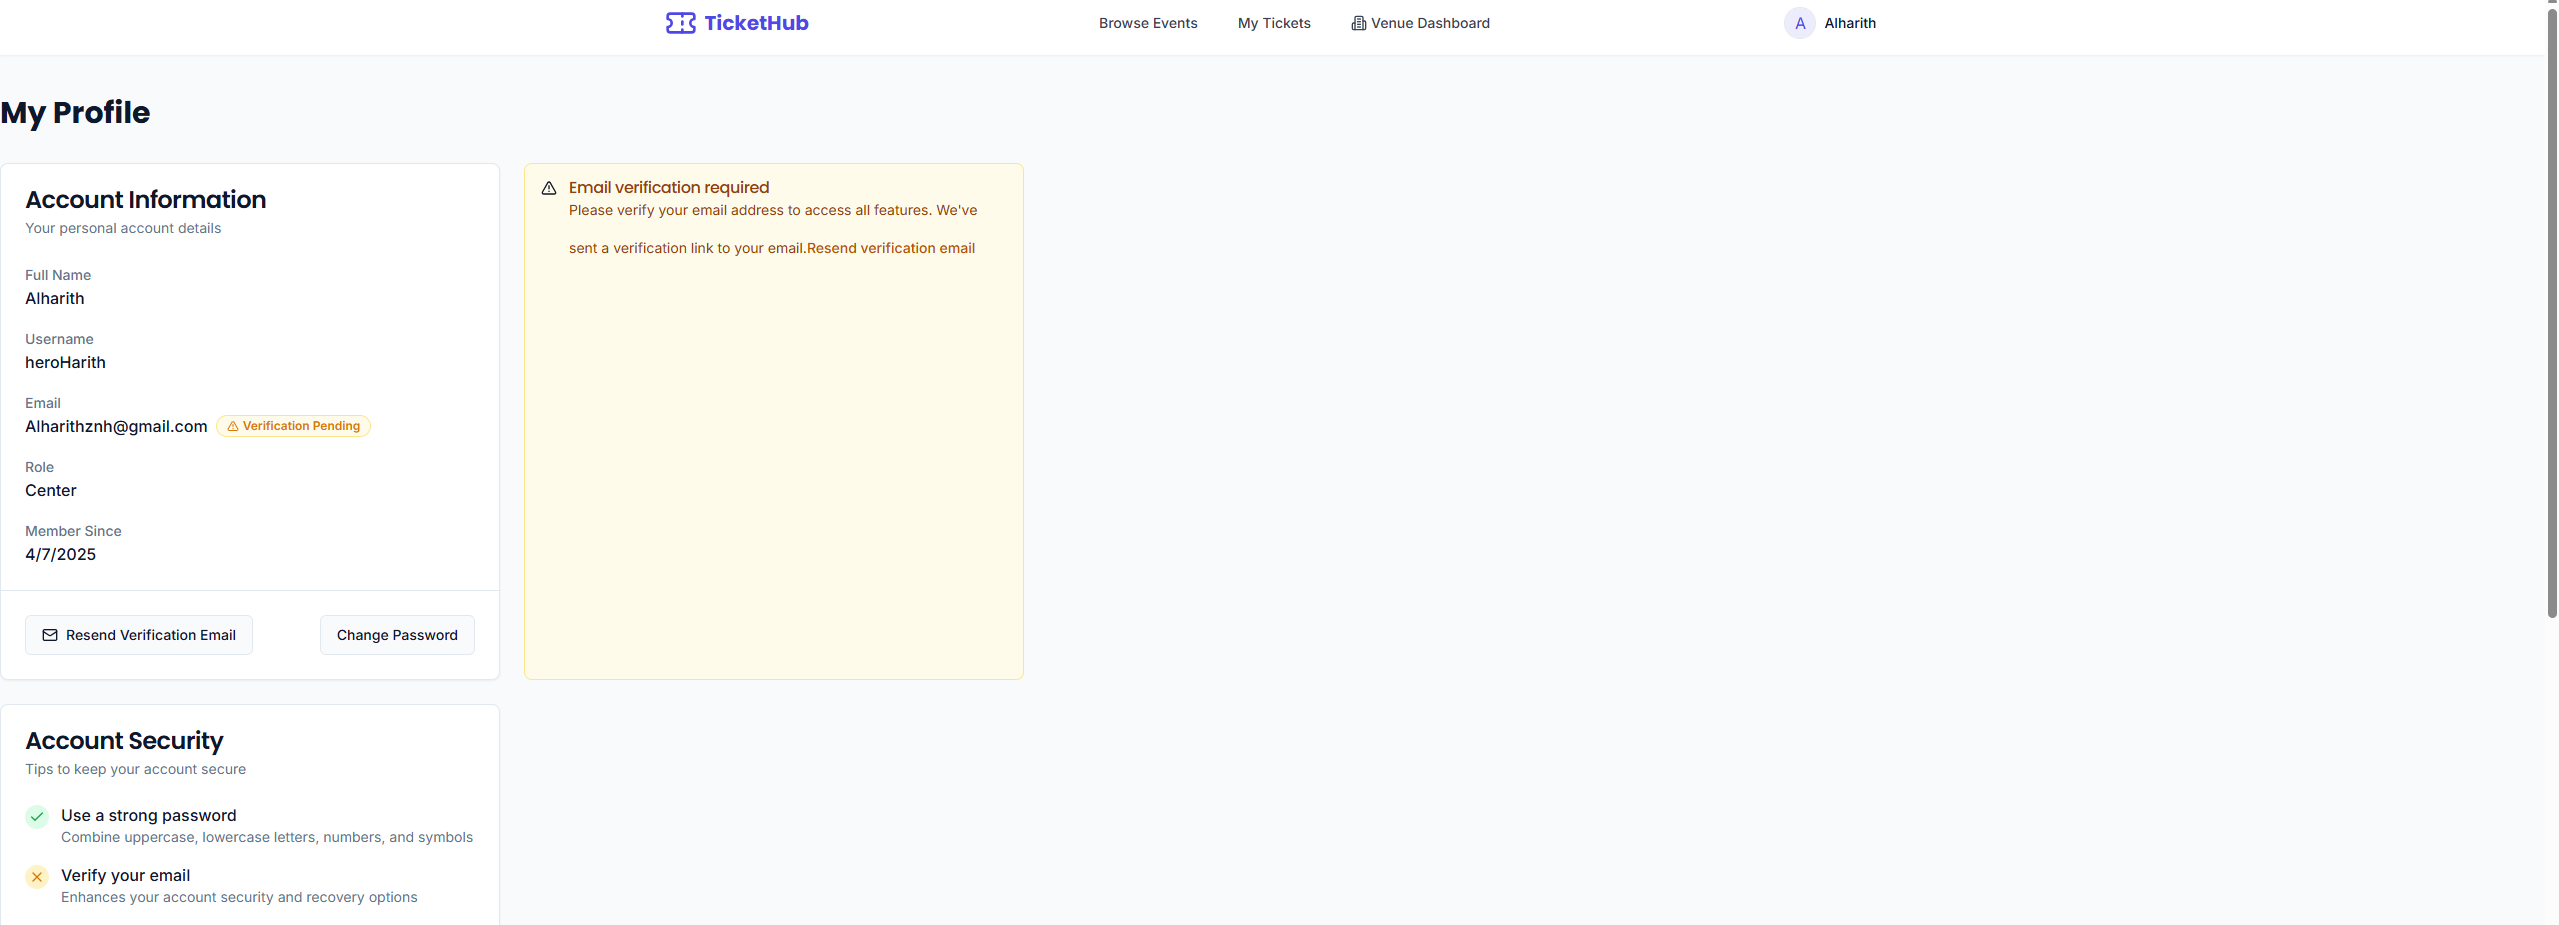 TicketHub
Browse Events
My Tickets
Venue Dashboard
A
Alharith
My Profile
Account Information
Your personal account details
Full Name
Alharith
Username
heroHarith
Email
Alharithznh@gmail.com
Verification Pending
Role
Center
Member Since
4/7/2025
Resend Verification Email
Change Password
Email verification required
Please verify your email address to access all features. We've
sent a verification link to your email.Resend verification email
Account Security
Tips to keep your account secure
Use a strong password
Combine uppercase, lowercase letters, numbers, and symbols
Verify your email
Enhances your account security and recovery options